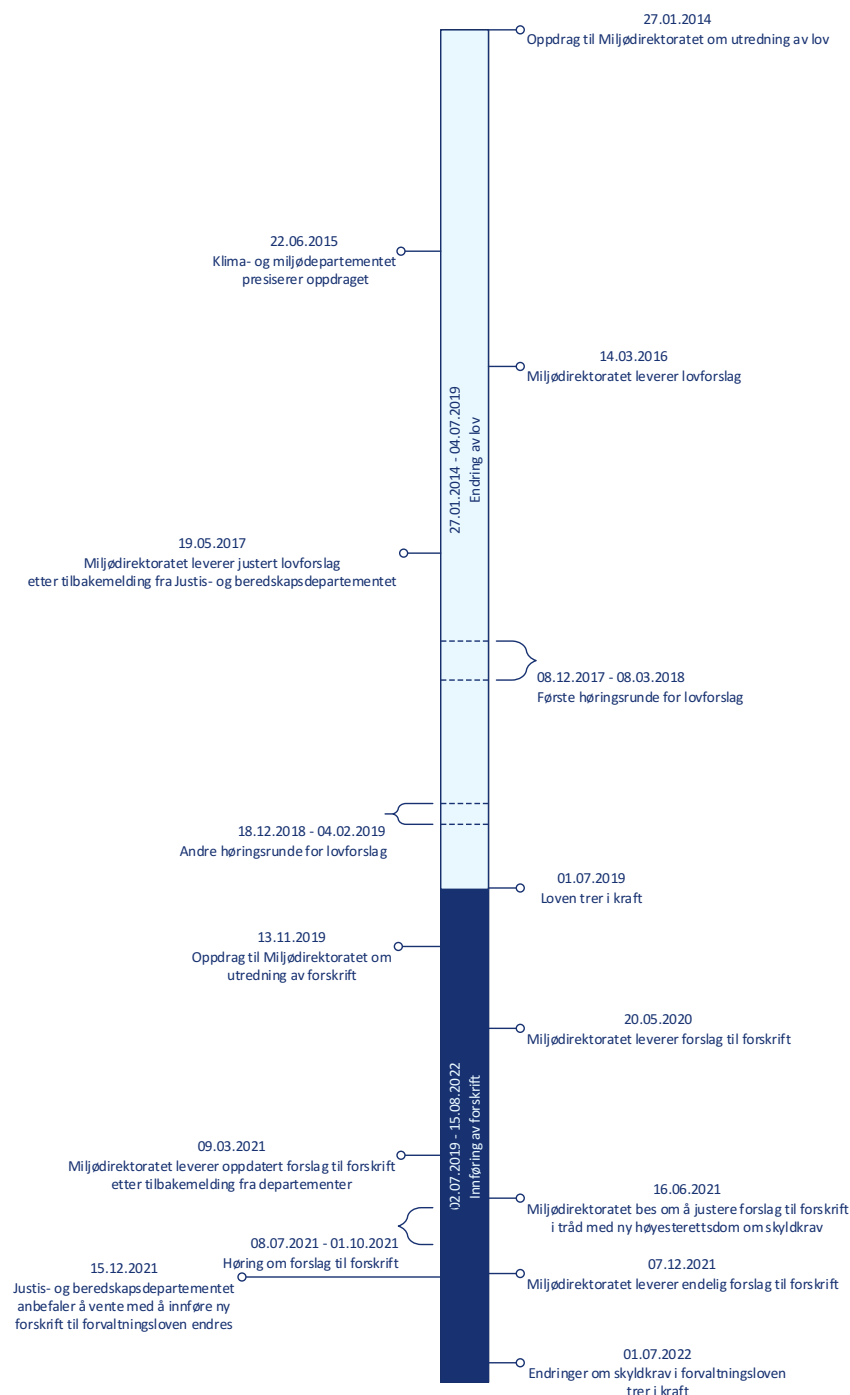 27.01.2014
Oppdrag til Miljødirektoratet om utredning av lov
22.06.2015
Klima- og miljødepartementet
presiserer oppdraget
14.03.2016
Miljødirektoratet leverer lovforslag
27.01.2014 - 04.07.2019
Endring av lov
19.05.2017
Miljødirektoratet leverer justert lovforslag
etter tilbakemelding fra Justis- og beredskapsdepartementet
08.12.2017 - 08.03.2018
Første høringsrunde for lovforslag
18.12.2018 - 04.02.2019
Andre høringsrunde for lovforslag
01.07.2019
Loven trer i kraft
13.11.2019
Oppdrag til Miljødirektoratet om
utredning av forskrift
20.05.2020
Miljødirektoratet leverer forslag til forskrift
02.07.2019 - 15.08.2022
Innføring av forskrift
09.03.2021
Miljødirektoratet leverer oppdatert forslag til forskrift
etter tilbakemelding fra departementer
16.06.2021
Miljødirektoratet bes om å justere forslag til forskrift
i tråd med ny høyesterettsdom om skyldkrav
08.07.2021 - 01.10.2021
Høring om forslag til forskrift
15.12.2021
Justis- og beredskapsdepartementet
anbefaler å vente med å innføre ny
forskrift til forvaltningsloven endres
07.12.2021
Miljødirektoratet leverer endelig forslag til forskrift
01.07.2022
Endringer om skyldkrav i forvaltningsloven
trer i kraft